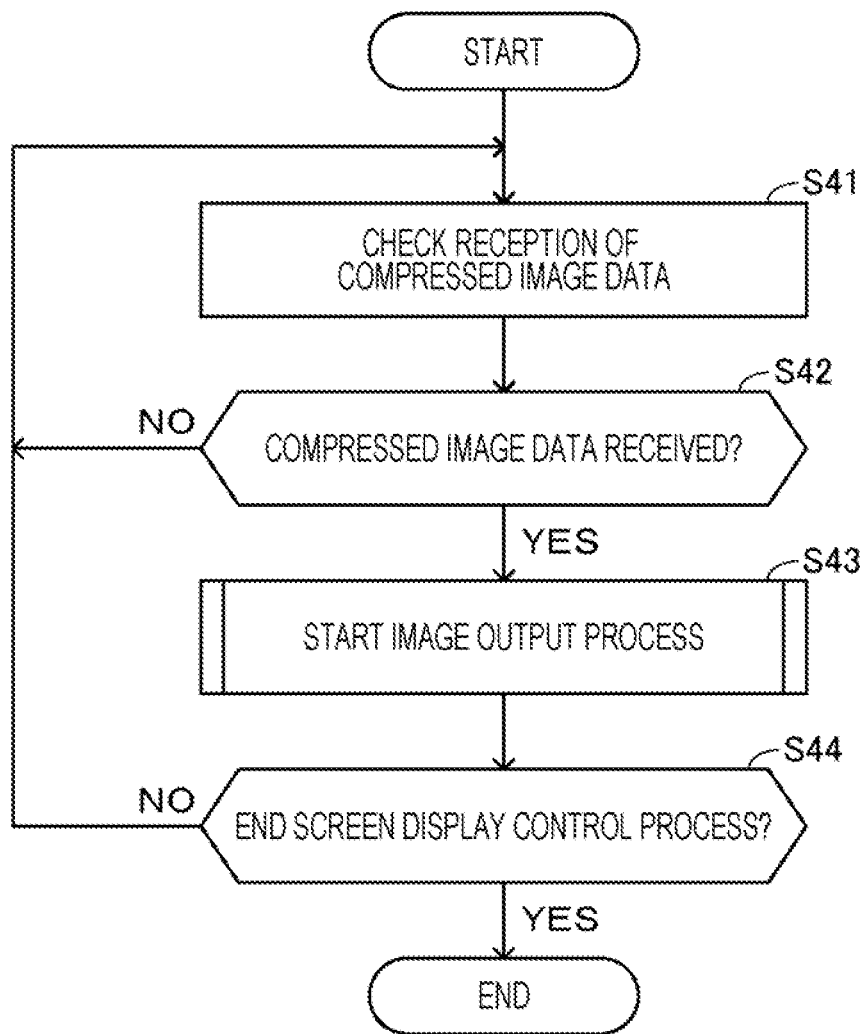 START
S41
CHECK RECEPTION OF
COMPRESSED IMAGE DATA
S42
NO
COMPRESSED IMAGE DATA RECEIVED?
YES
S43
START IMAGE OUTPUT PROCESS
S44
NO
END SCREEN DISPLAY CONTROL PROCESS?
YES
END